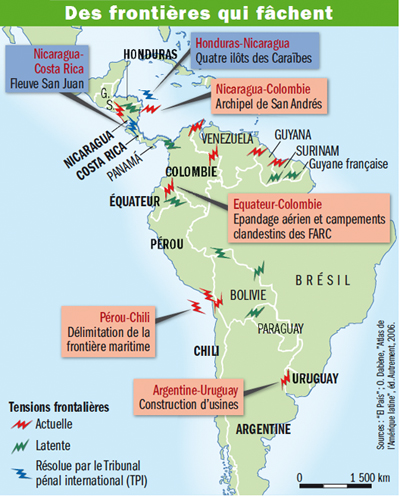 Des frontières qui fâchent
Nicaragua-
Costa Rica
Fleuve San Juan
HONDURAS
Honduras-Nicaragua
Quatre îlots des Caraïbes
Nicaragua-Colombie
Archipel de San Andrés
G.
S.
NICARAGUA
COSTA RICA
PANAMÁ
VENEZUELA
GUYANA
SURINAM
Guyane française
COLOMBIE
ÉQUATEUR
Equateur-Colombie
Epandage aérien et campements
clandestins des FARC
PÉROU
BRÉSIL
BOLIVIE
Pérou-Chili
Délimitation de la
frontière maritime
PARAGUAY
CHILI
Argentine-Uruguay
Construction d'usines
URUGUAY
ARGENTINE
Tensions frontalières
Actuelle
Latente
Résolue par le Tribunal
pénal international (TPI)
0 1 500 km
Sources : "El País" ; O. Dabène, "Atlas de
l'Amérique latine", éd. Autrement, 2006.